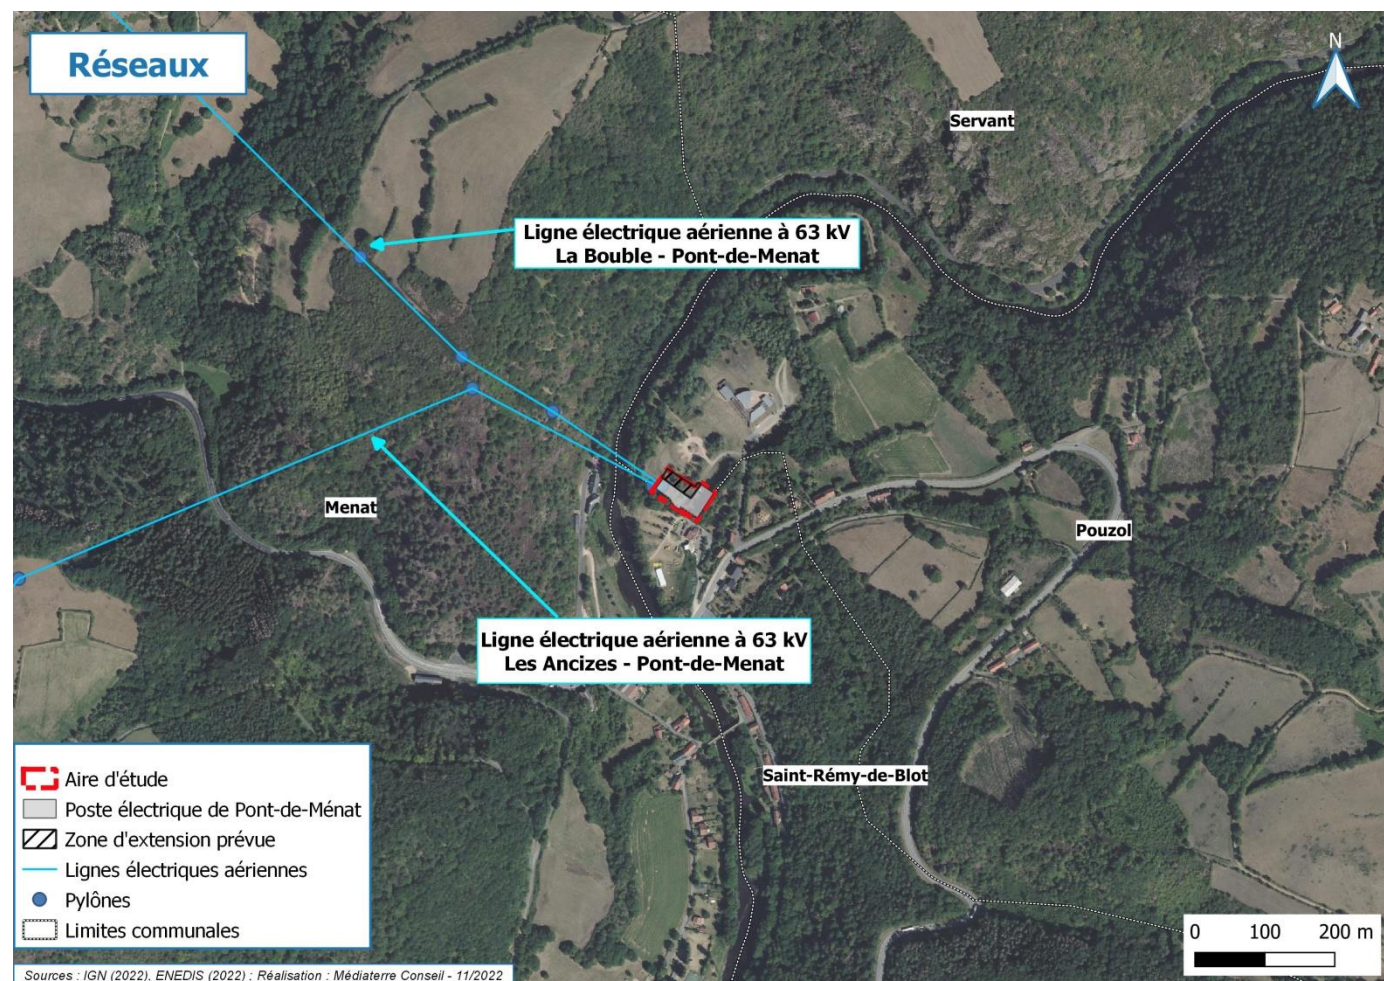 Réseaux
N
Servant
Ligne électrique aérienne à 63 kV
La Bouble - Pont-de-Menat
Menat
Pouzol
Ligne électrique aérienne à 63 kV
Les Ancizes - Pont-de-Menat
Saint-Rémy-de-Blot
Aire d'étude
Poste électrique de Pont-de-Ménat
Zone d'extension prévue
Lignes électriques aériennes
Pylônes
Limites communales
0 100 200 m
Sources : IGN (2022), ENEDIS (2022) ; Réalisation : Médiaterre Conseil - 11/2022